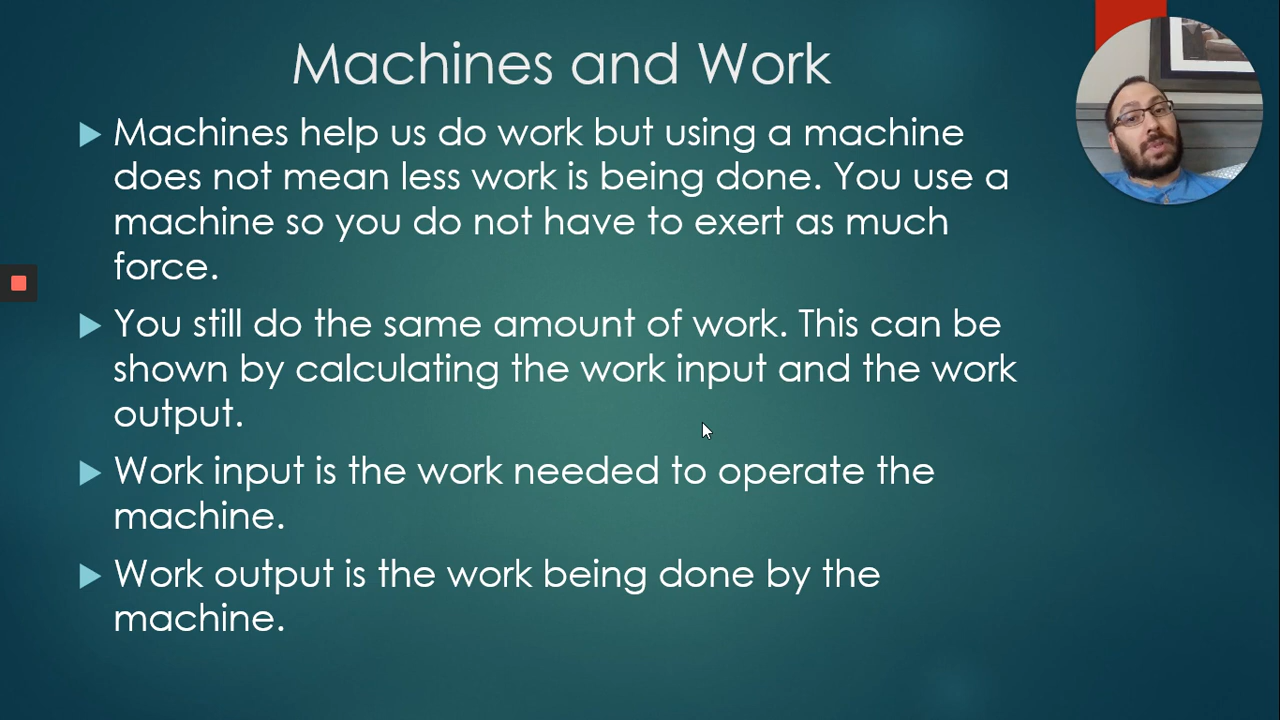 Machines and Work
Machines help us do work but using a machine
does not mean less work is being done. You use a
machine so you do not have to exert as much
force.
You still do the same amount of work. This can be
shown by calculating the work input and the work
output.
Work input is the work needed to operate the
machine.
Work output is the work being done by the
machine.